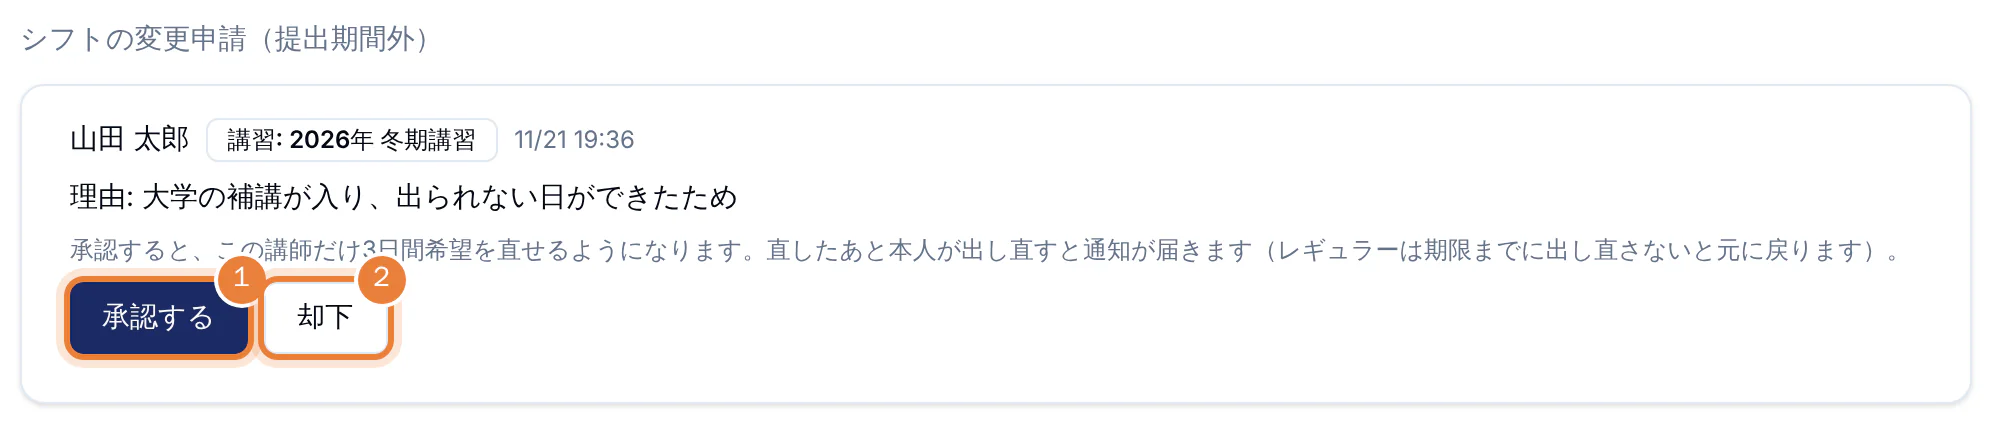 シフトの変更申請（提出期間外）
山田 太郎 講習: 2026年 冬期講習 11/21 19:36
理由: 大学の補講が入り、出られない日ができたため
承認すると、この講師だけ3日間希望を直せるようになります。直したあと本人が出し直すと通知が届きます（レギュラーは期限までに出し直さないと元に戻ります）。
1 2
承認する 却下